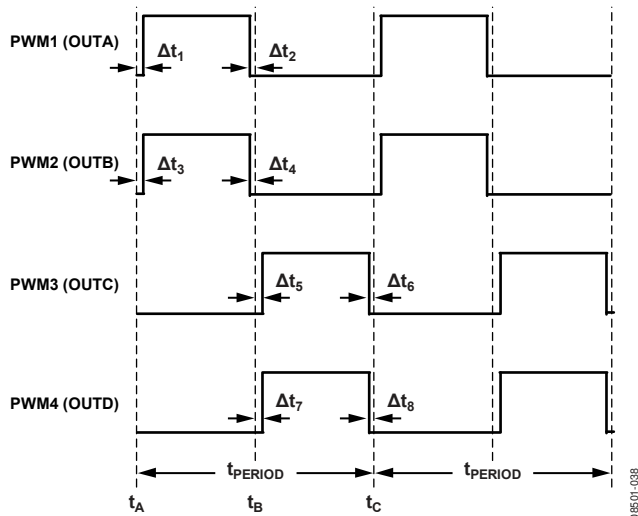 PWM1 (OUTA)
Δt1
Δt2
PWM2 (OUTB)
Δt3
Δt4
PWM3 (OUTC)
Δt5
Δt6
PWM4 (OUTD)
Δt7
Δt8
tPERIOD
tPERIOD
tA
tB
tC
08501-038